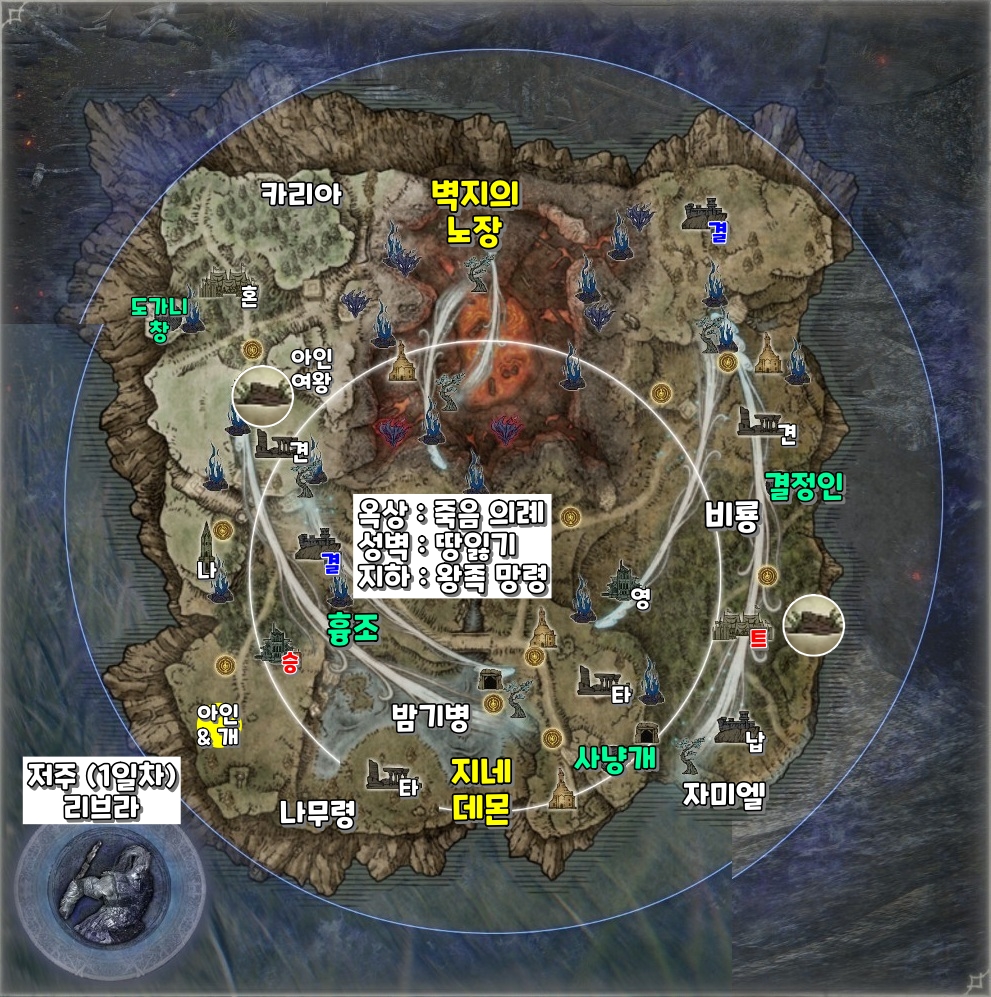 카리아
벽지의
노장
결
혼
도가니
창
아인
여왕
견
견
결정인
옥상 : 죽음 의례
성벽 : 땅잃기
지하 : 왕족 망령
비룡
나
결
영
흉조
트
승
타
아인
& 개
밤기병
사냥개
납
저주 (1일차)
리브라
타
지네
데몬
자미엘
나무령